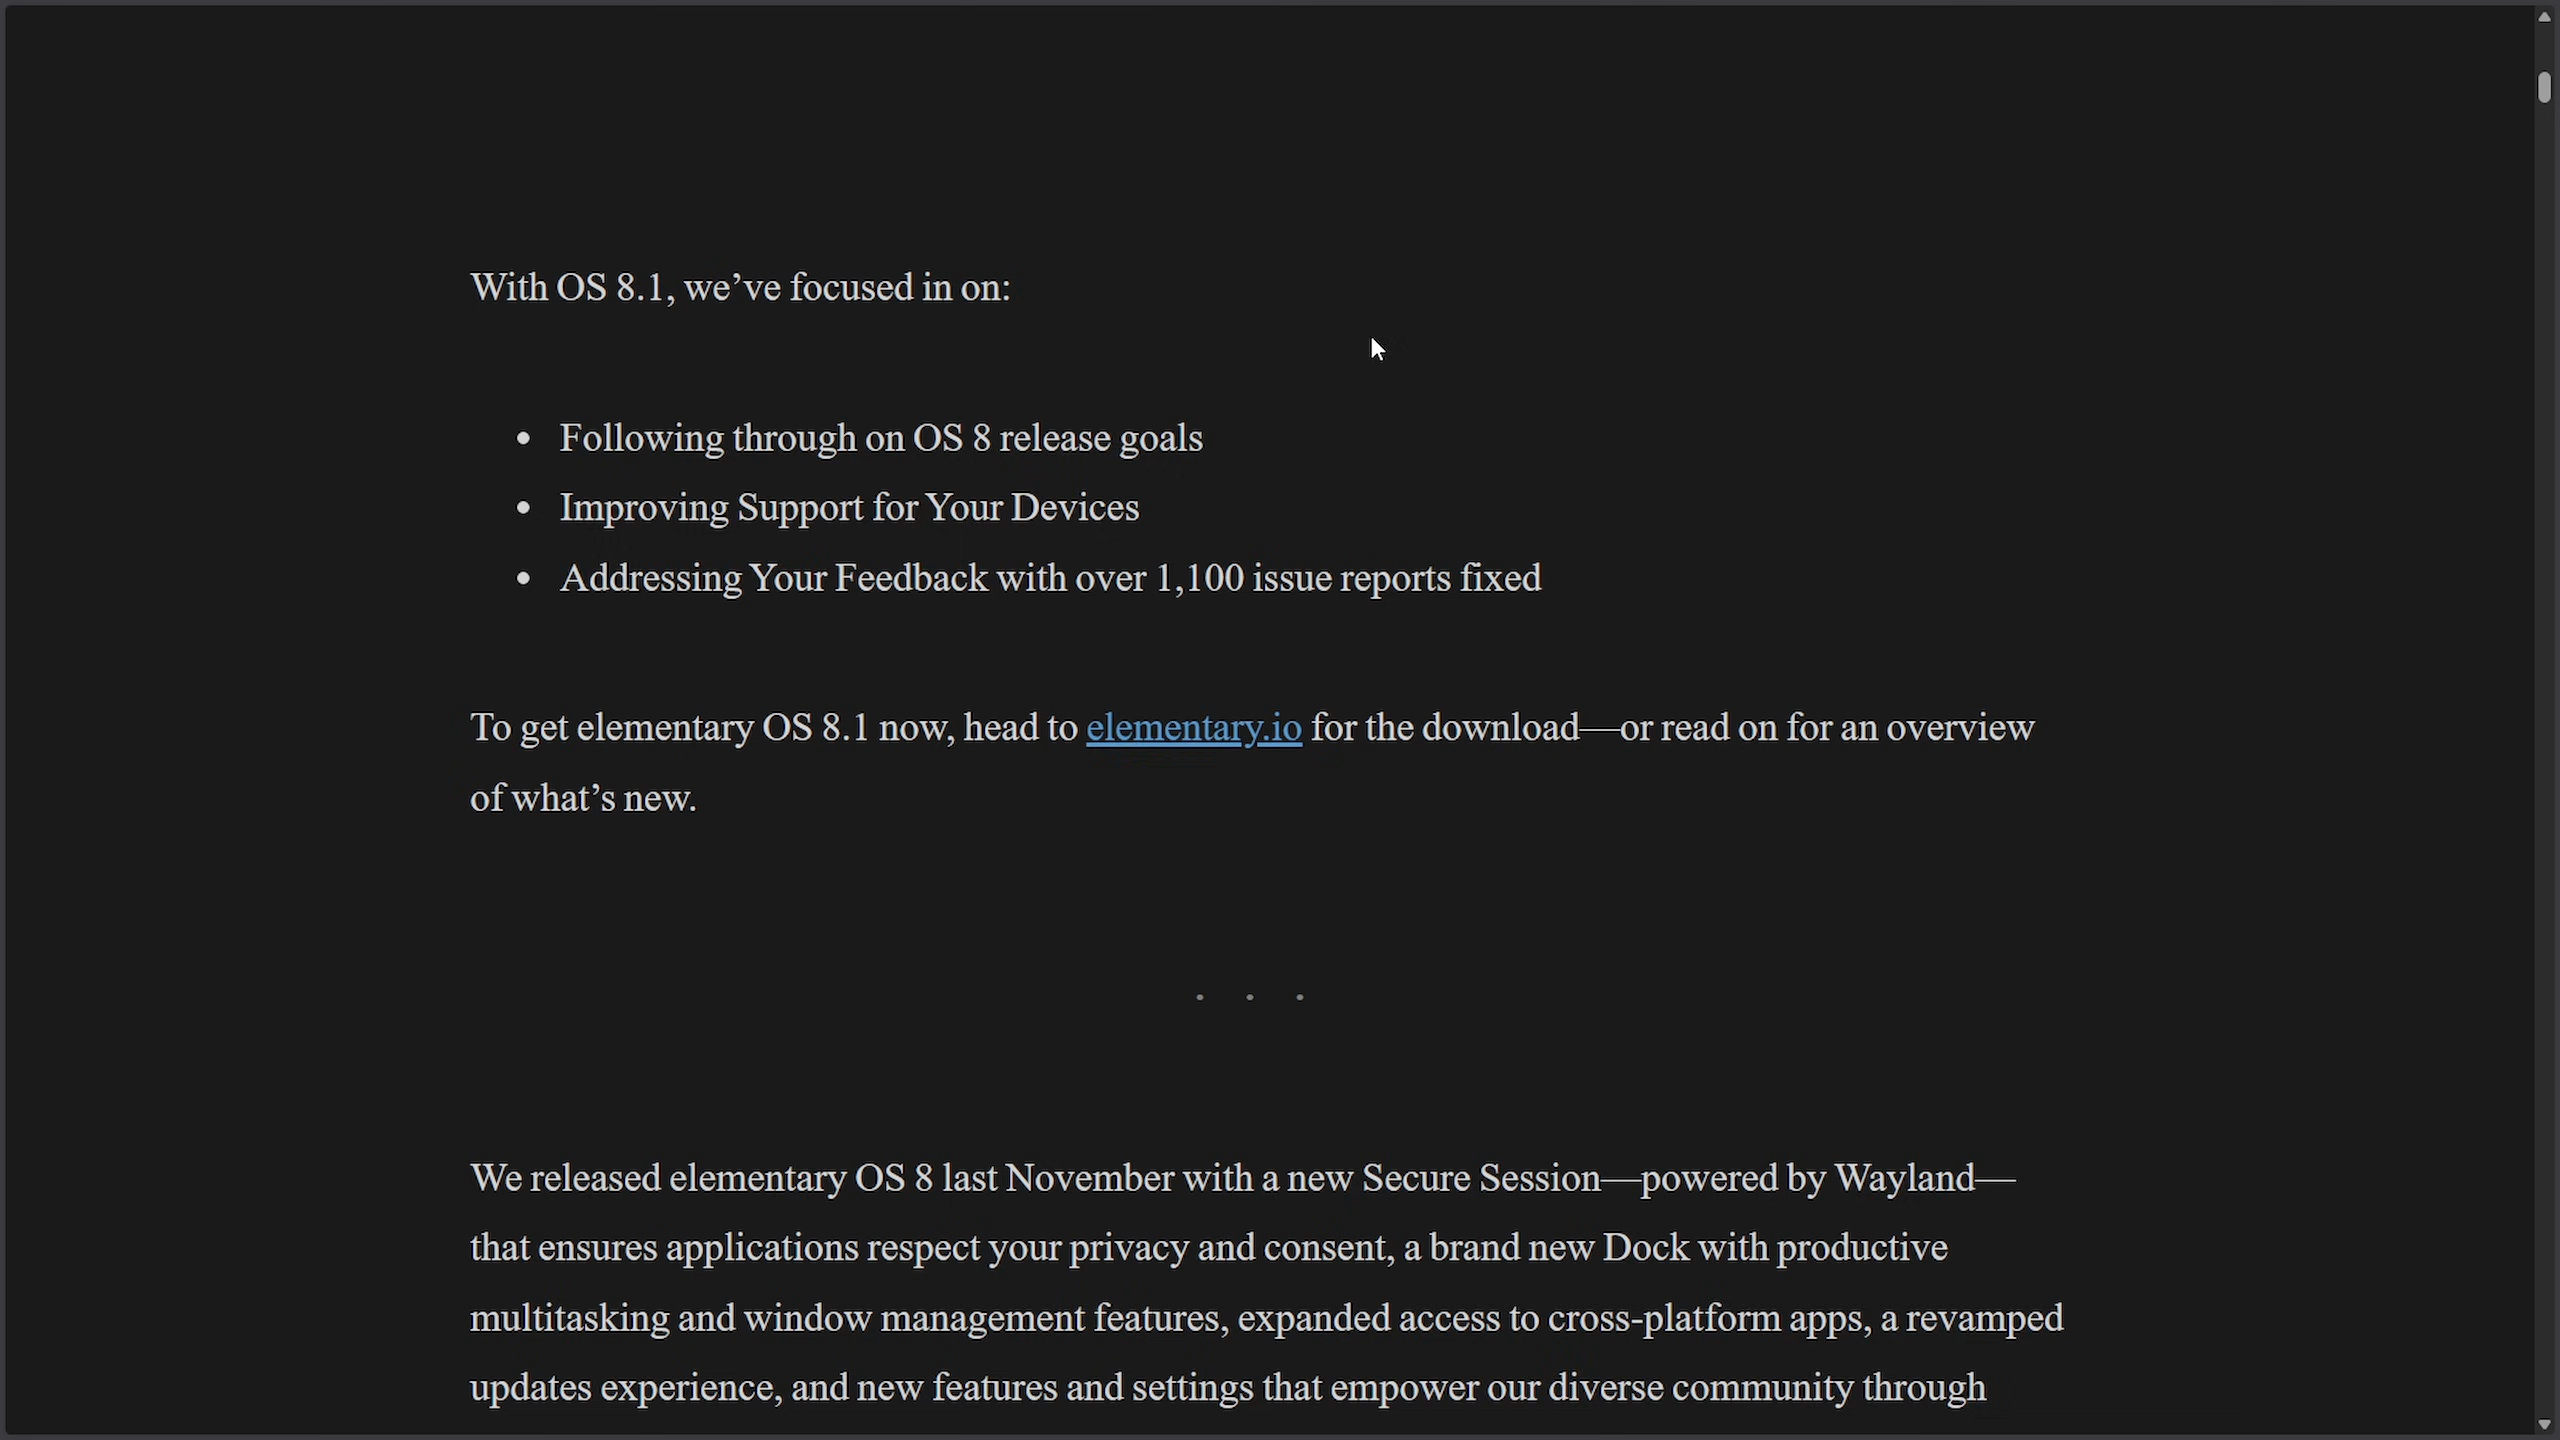 With OS 8.1, we’ve focused in on:
• Following through on OS 8 release goals
• Improving Support for Your Devices
• Addressing Your Feedback with over 1,100 issue reports fixed
To get elementary OS 8.1 now, head to elementary.io for the download—or read on for an overview
of what’s new.
. . .
We released elementary OS 8 last November with a new Secure Session—powered by Wayland—
that ensures applications respect your privacy and consent, a brand new Dock with productive
multitasking and window management features, expanded access to cross-platform apps, a revamped
updates experience, and new features and settings that empower our diverse community through